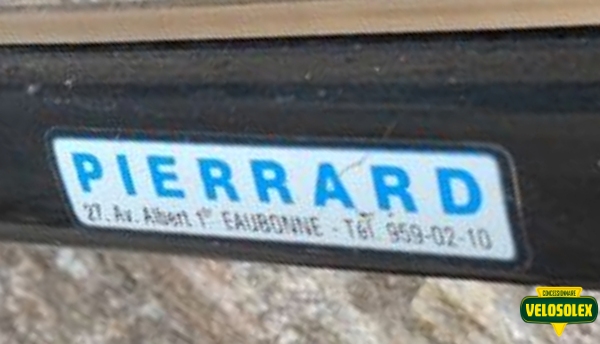 PIERRARD
27. Av. Albert 1er EAUBONNE - Tél. 959-02-10
CONCESSIONNAIRE
VELOSOLEX